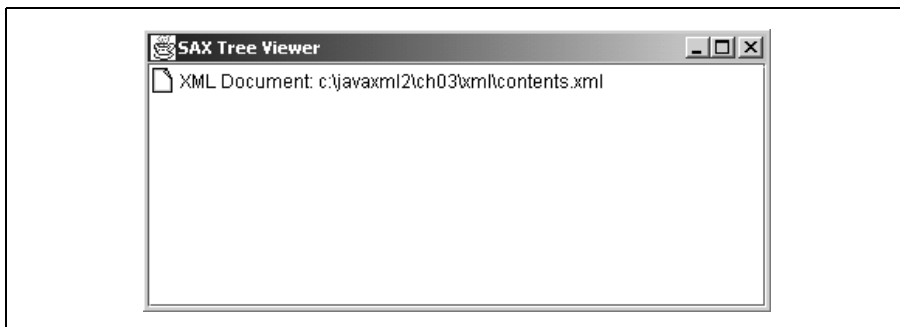 SAX Tree Viewer
XML Document: c:\javaxml2\ch03\xml\contents.xml